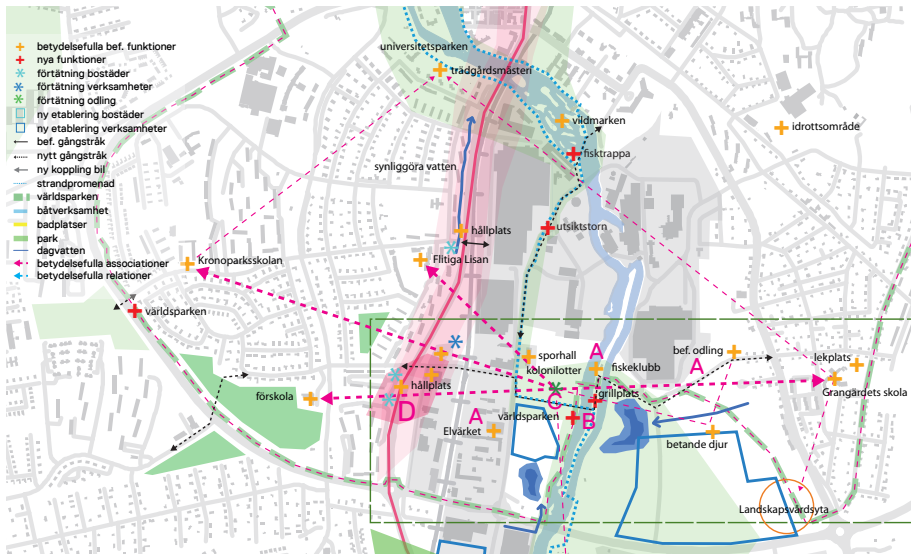 betydelsefulla bef. funktioner
nya funktioner
förtätning bostäder
förtätning verksamheter
förtätning odling
ny etablering bostäder
ny etablering verksamheter
bef. gångstråk
nytt gångstråk
ny koppling bil
strandpromenad
världsparken
båtverksamhet
badplatser
park
dagvatten
betydelsefulla associationer
betydelsefulla relationer
universitetsparken
trädgårdsmästeri
vildmarken
idrottsområde
fisktrappa
synliggöra vatten
hållplats
utsiktstorn
Kronoparksskolan
Flitiga Lisan
världsparken
sporhall
kolonilotter
A
fiskeklubb
bef. odling
A
lekplats
förskola
hållplats
D
C
grillplats
Grangärdets skola
A
Elvärket
världsparken
B
betande djur
Landskapsvårdsyta